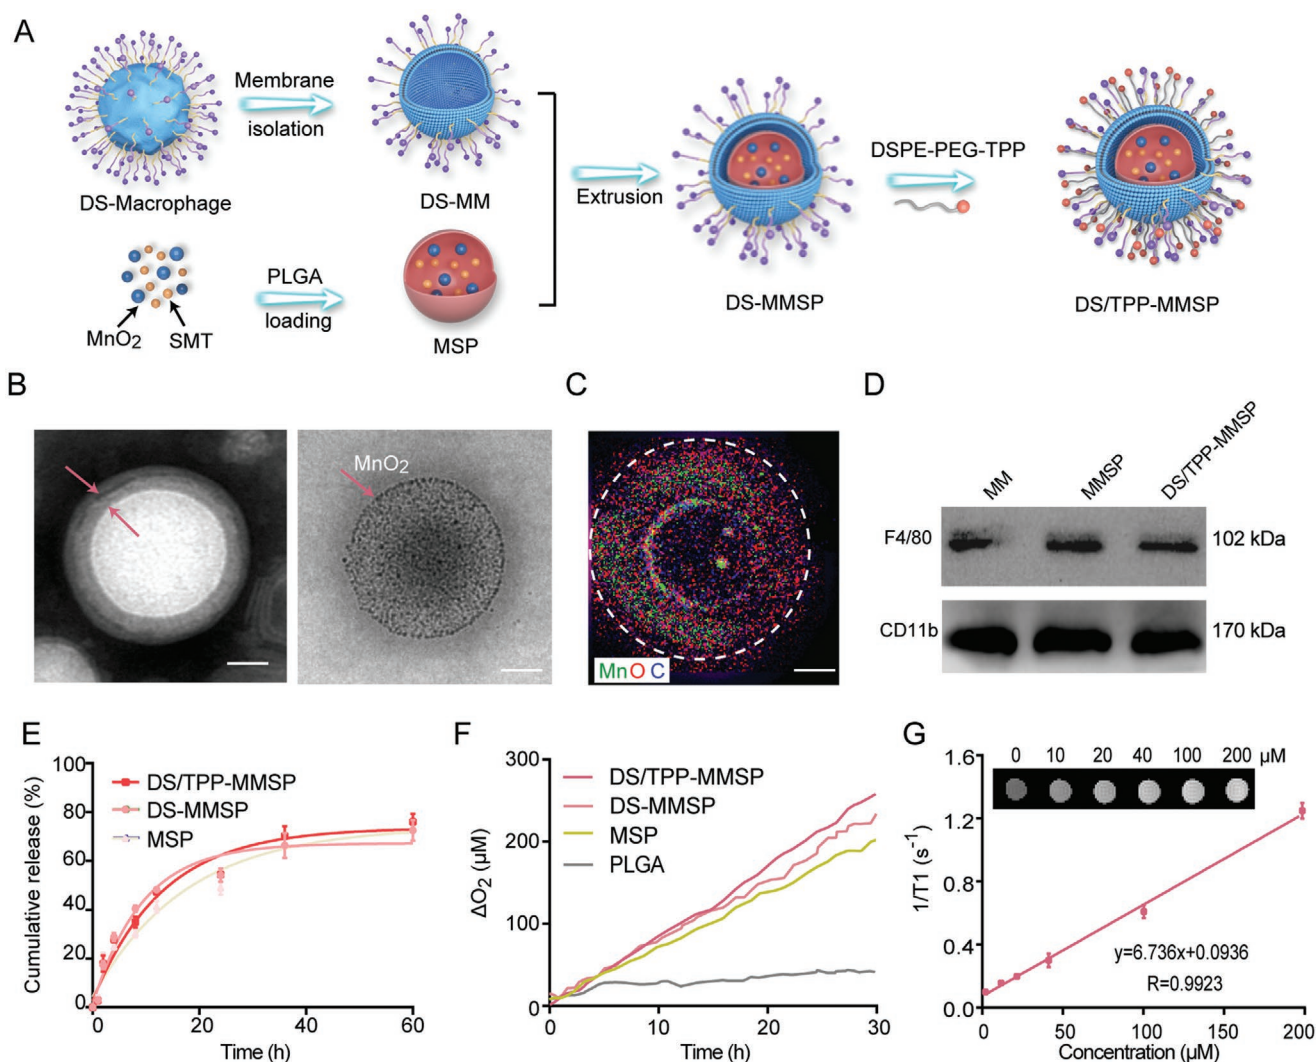 A
DS-Macrophage
Membrane
isolation
DS-MM
MnO₂
SMT
PLGA
loading
MSP
Extrusion
DS-MMSP
DSPE-PEG-TPP
DS/TPP-MMSP
B
MnO₂
C
Mn O C
D
MM
MMSP
DS/TPP-MMSP
F4/80
102 kDa
CD11b
170 kDa
E
Cumulative release (%)
100
80
60
40
20
0
DS/TPP-MMSP
DS-MMSP
MSP
0
20
40
60
Time (h)
F
ΔO₂ (µM)
300
200
100
0
DS/TPP-MMSP
DS-MMSP
MSP
PLGA
0
10
20
30
Time (h)
G
1/T1 (s⁻¹)
1.6
1.2
0.8
0.4
0.0
0 10 20 40 100 200 µM
y=6.736x+0.0936
R=0.9923
0
50
100
150
200
Concentration (µM)